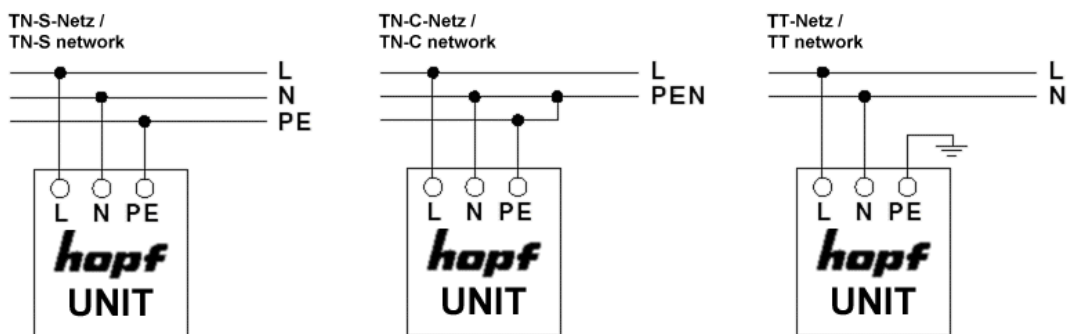 TN-S-Netz /
TN-S network
L
N
PE
L N PE
hopf
UNIT
TN-C-Netz /
TN-C network
L
PEN
L N PE
hopf
UNIT
TT-Netz /
TT network
L
N
L N PE
hopf
UNIT